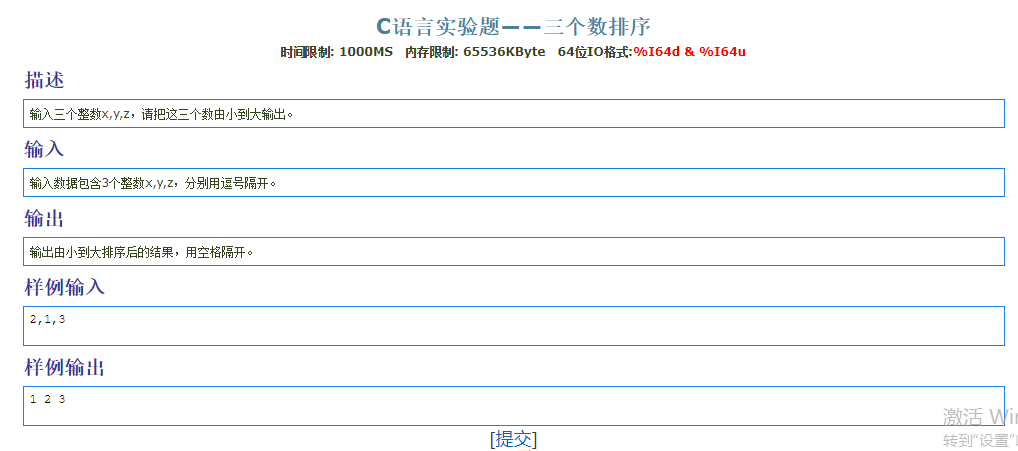 C语言实验题——三个数排序
时间限制: 1000MS 内存限制: 65536KByte 64位IO格式:%I64d & %I64u
描述
输入三个整数x,y,z，请把这三个数由小到大输出。
输入
输入数据包含3个整数x,y,z，分别用逗号隔开。
输出
输出由小到大排序后的结果，用空格隔开。
样例输入
2,1,3
样例输出
1 2 3
激活 Win
[提交]
转到"设置"